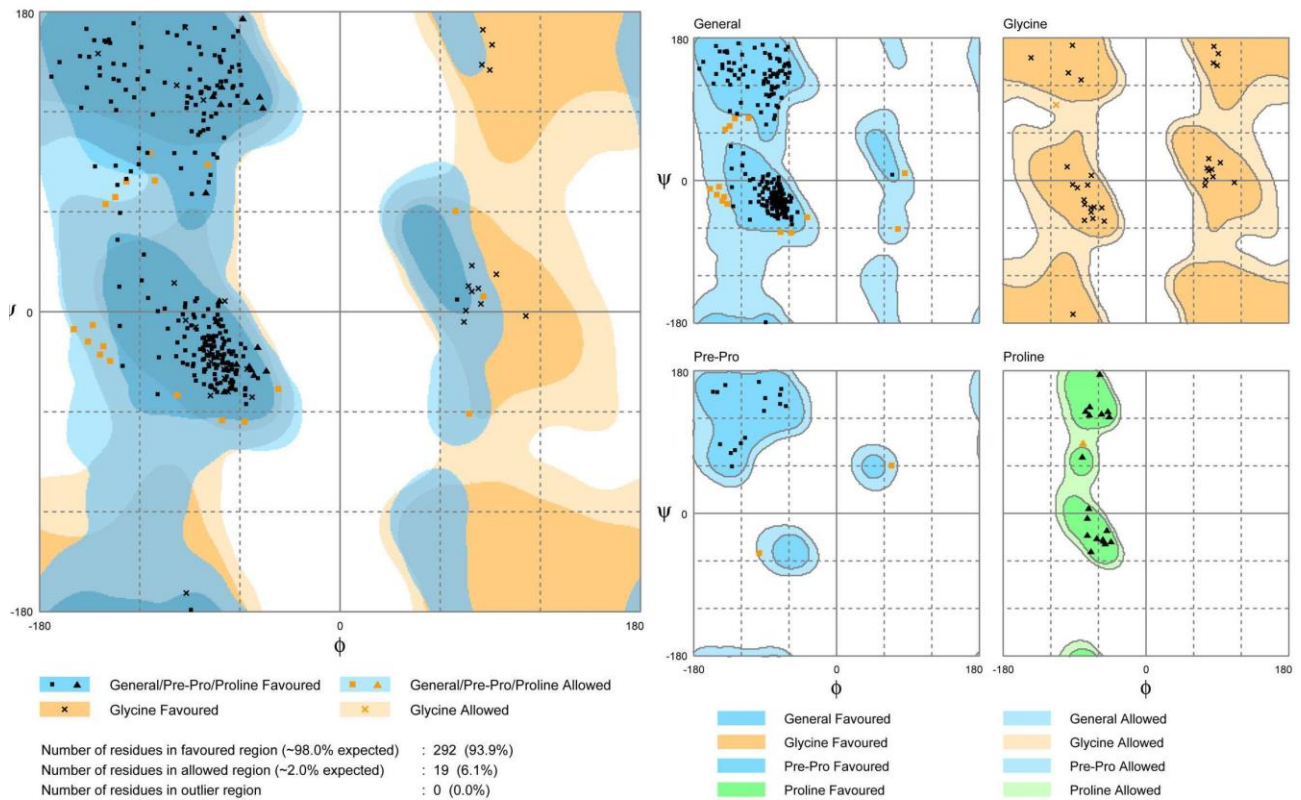 180
0
-180
-180
0
180
ϕ
General/Pre-Pro/Proline Favoured
General/Pre-Pro/Proline Allowed
Glycine Favoured
Glycine Allowed
Number of residues in favoured region (~98.0% expected) : 292 (93.9%)
Number of residues in allowed region (~2.0% expected) : 19 (6.1%)
Number of residues in outlier region : 0 (0.0%)
General
Glycine
180
ψ 0
-180
Pre-Pro
Proline
180
ψ 0
-180
-180 0 180
-180 0 180
ϕ
ϕ
General Favoured
General Allowed
Glycine Favoured
Glycine Allowed
Pre-Pro Favoured
Pre-Pro Allowed
Proline Favoured
Proline Allowed